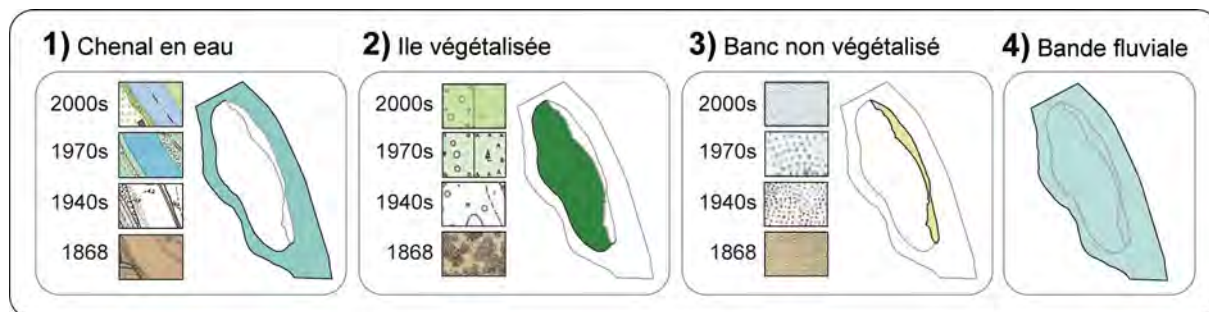 1) Chenal en eau
2000s
1970s
1940s
1868
2) Ile végétalisée
2000s
1970s
1940s
1868
3) Banc non végétalisé
2000s
1970s
1940s
1868
4) Bande fluviale